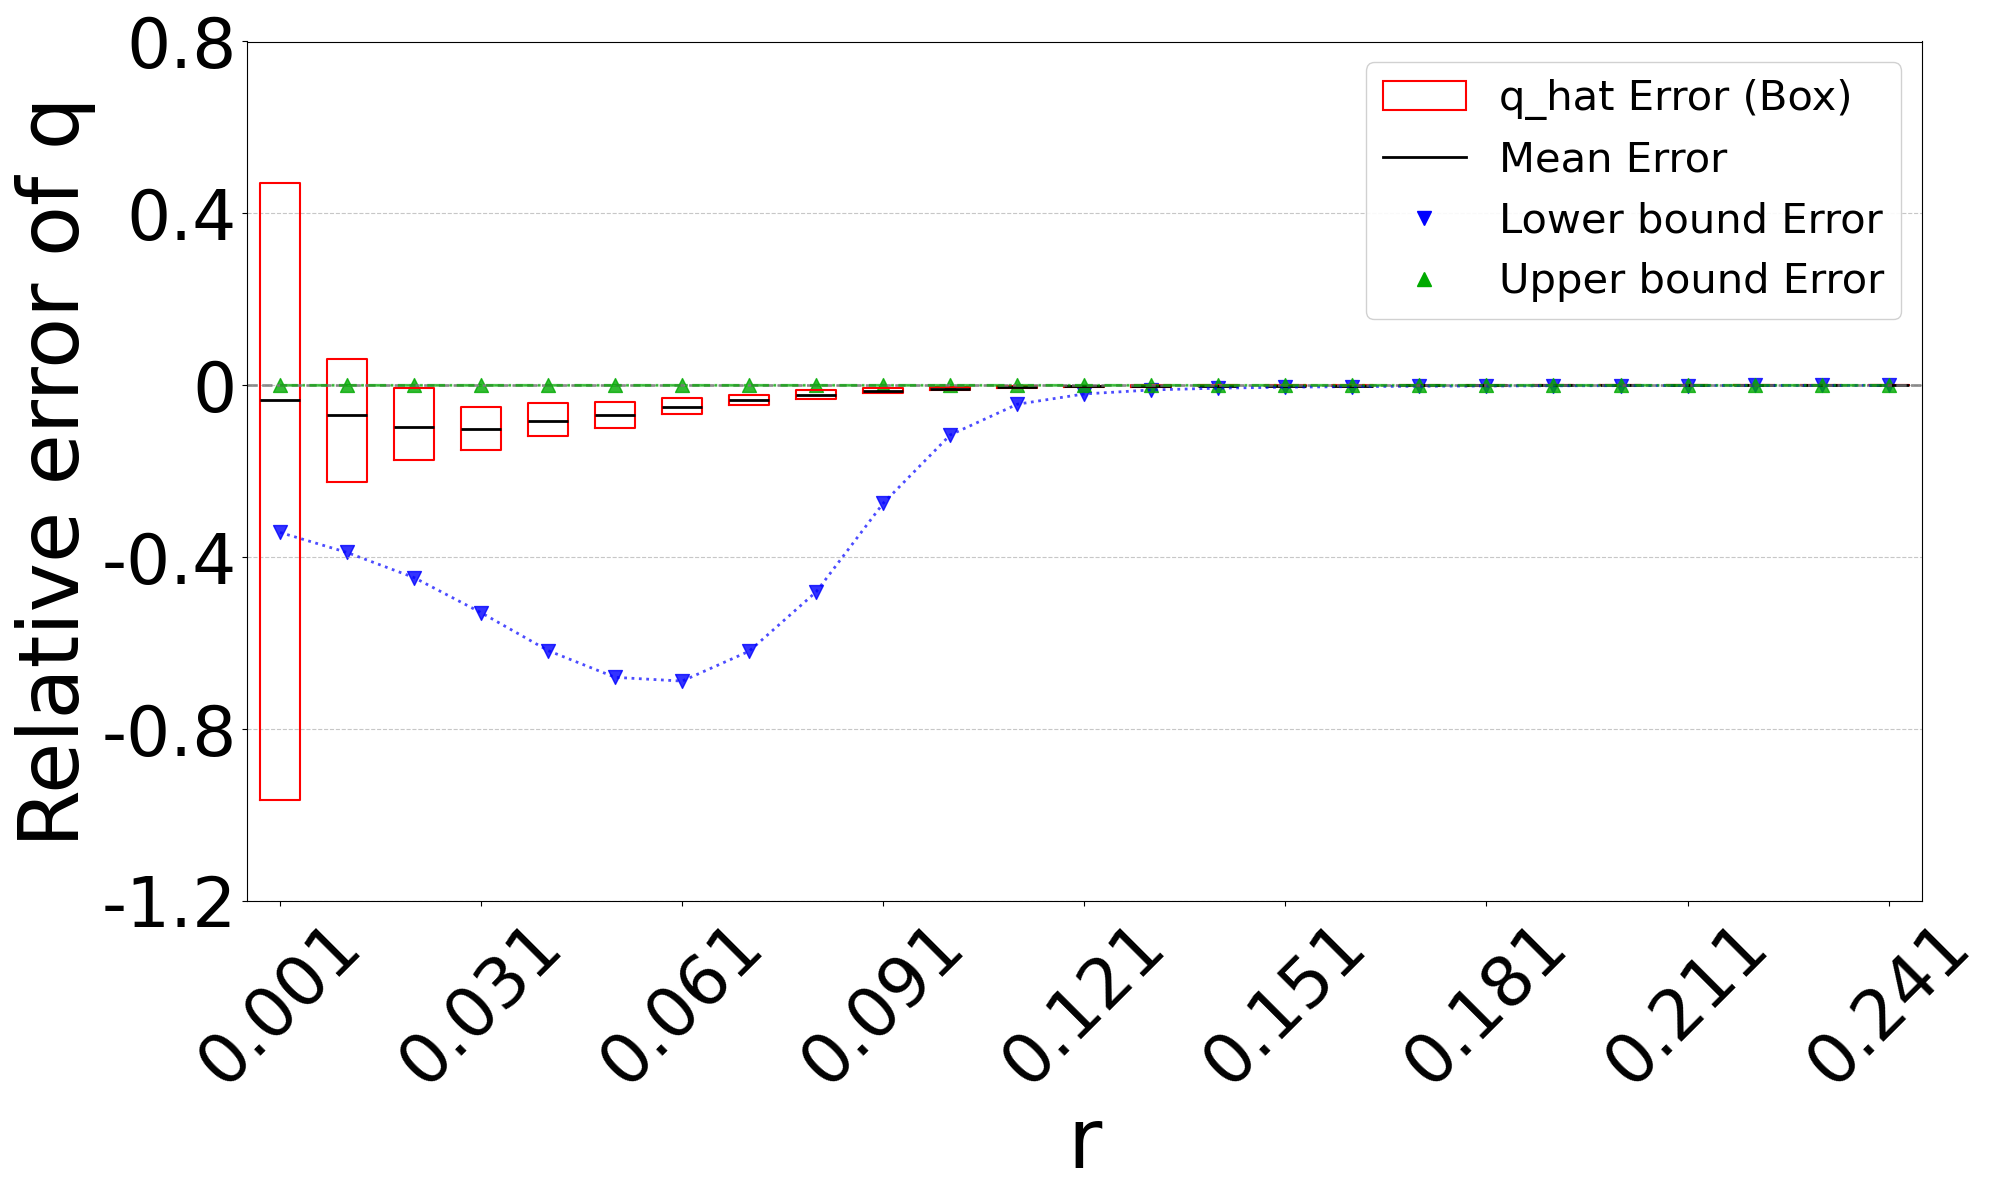 Relative error of q
0.8
0.4
0
-0.4
-0.8
-1.2
q_hat Error (Box)
Mean Error
Lower bound Error
Upper bound Error
0.001
0.031
0.061
0.091
0.121
0.151
0.181
0.211
0.241
r